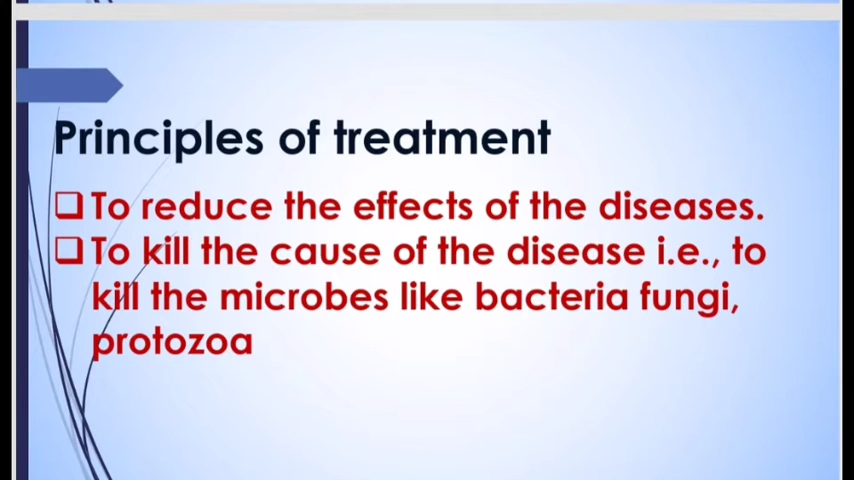 Principles of treatment
To reduce the effects of the diseases.
To kill the cause of the disease i.e., to
kill the microbes like bacteria fungi,
protozoa